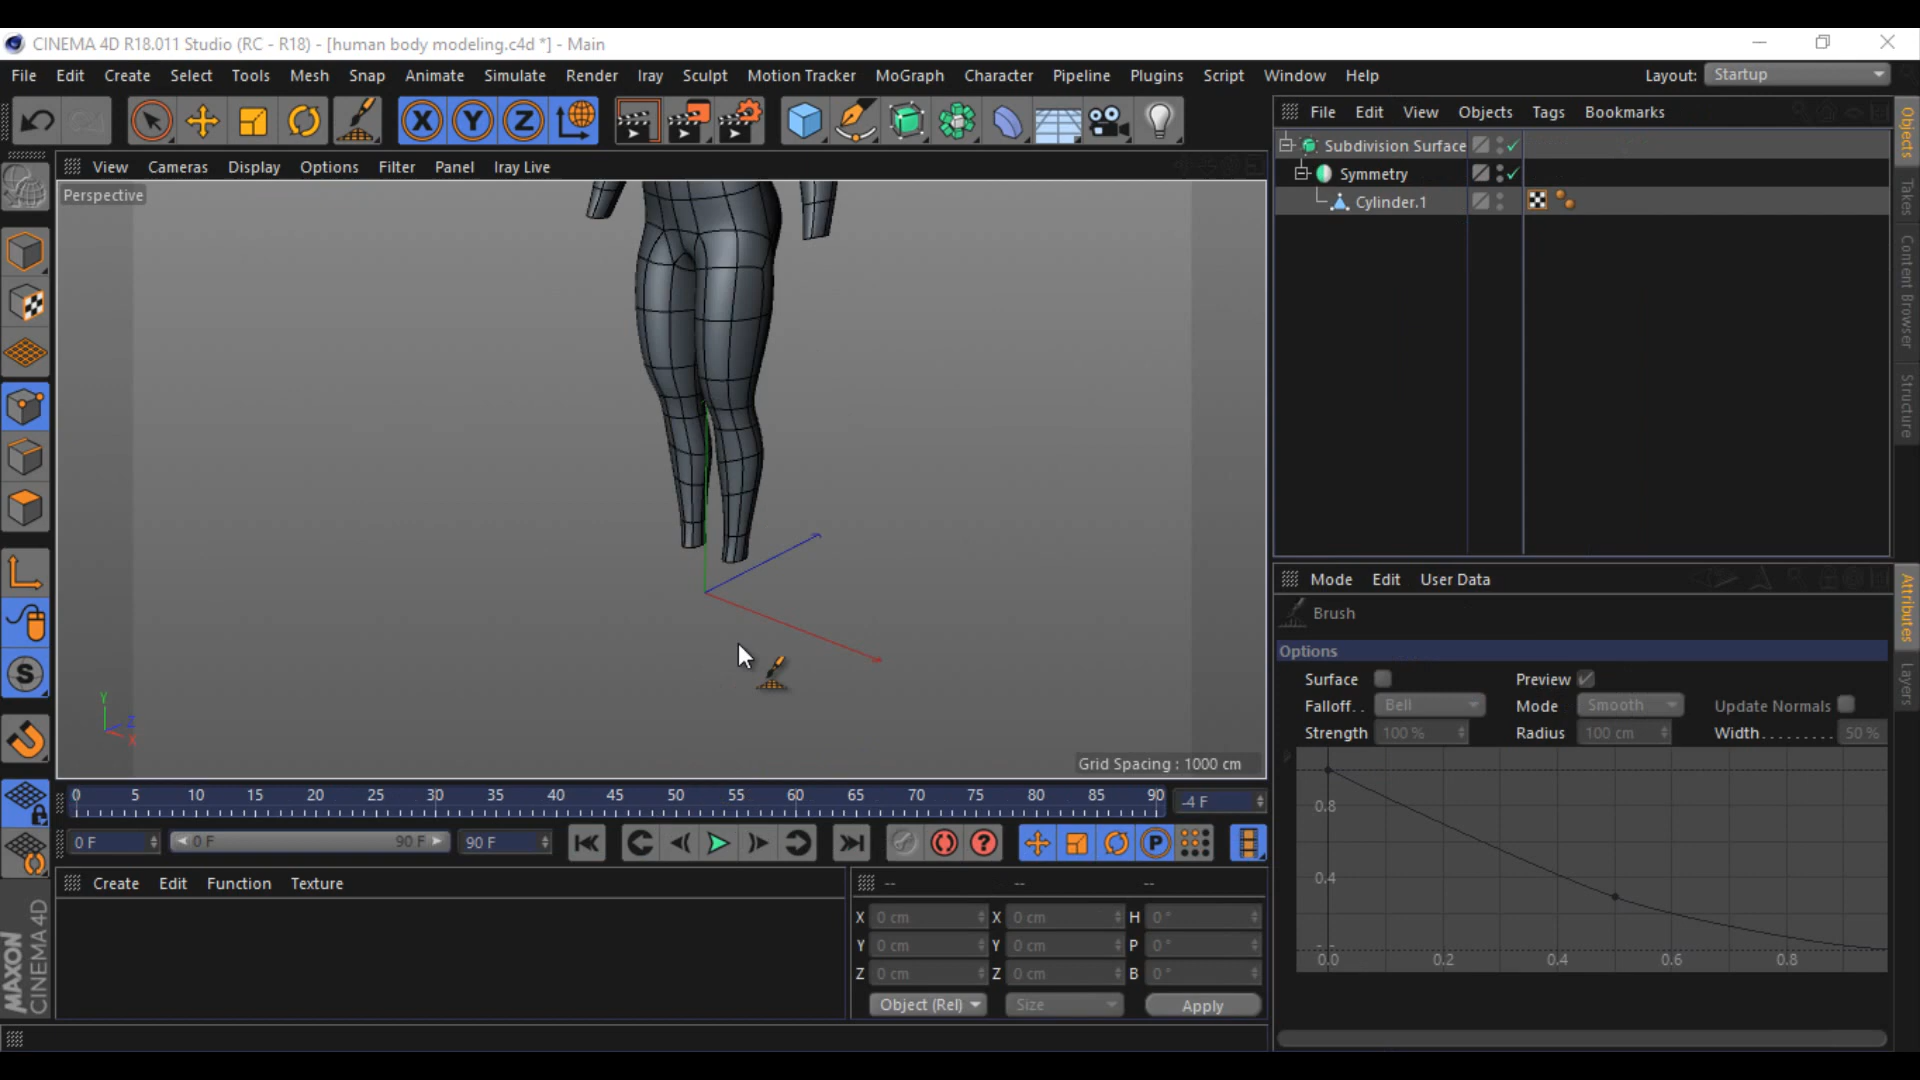 CINEMA 4D R18.011 Studio (RC - R18) - [human body modeling.c4d *] - Main
File Edit Create Select Tools Mesh Snap Animate Simulate Render Iray Sculpt Motion Tracker MoGraph Character Pipeline Plugins Script Window Help Layout: Startup
X Y Z
File Edit View Objects Tags Bookmarks
Objects
Takes
Content Browser
Structure
View Cameras Display Options Filter Panel Iray Live
Subdivision Surface
Symmetry
Cylinder.1
Perspective
Y
Z
X
Grid Spacing : 1000 cm
Mode Edit User Data
Attributes
Layers
Brush
Options
Surface Preview
Falloff. . Bell Mode Smooth Update Normals
Strength 100 % Radius 100 cm Width......... 50 %
0.8
0.4
0.0 0.2 0.4 0.6 0.8
S
0 5 10 15 20 25 30 35 40 45 50 55 60 65 70 75 80 85 90 -4 F
0 F 0 F 90 F 90 F ? P
Create Edit Function Texture
-- -- --
X 0 cm X 0 cm H 0 °
Y 0 cm Y 0 cm P 0 °
Z 0 cm Z 0 cm B 0 °
Object (Rel) Size Apply
MAXON
CINEMA 4D